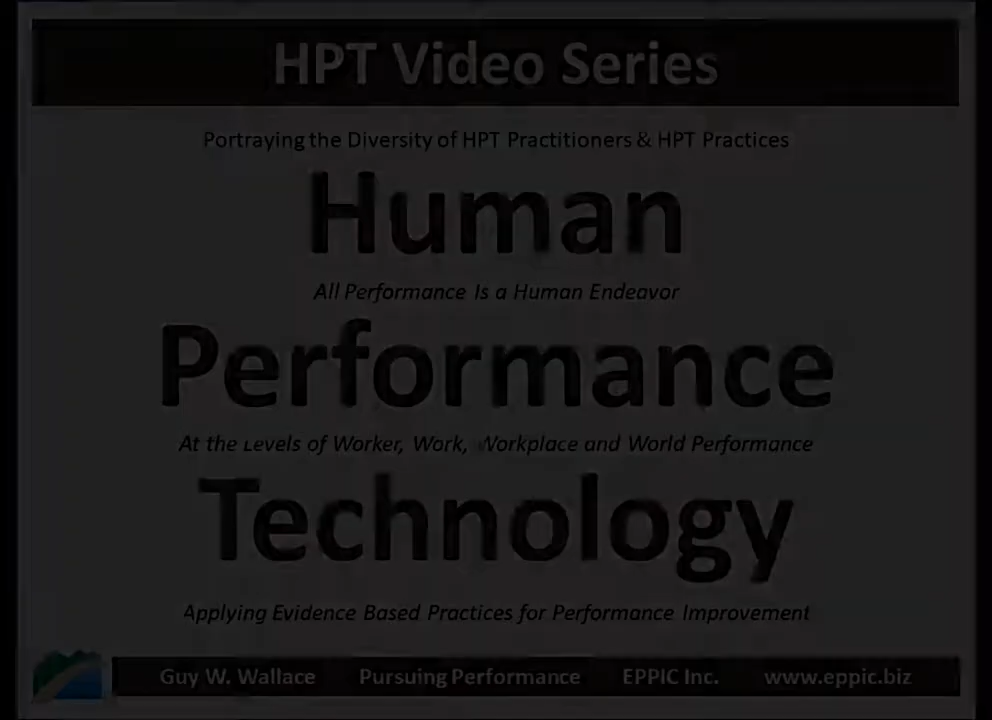 HPT Video Series
Portraying the Diversity of HPT Practitioners & HPT Practices
Human
All Performance Is a Human Endeavor
Performance
At the Levels of Worker, Work, Workplace and World Performance
Technology
Applying Evidence Based Practices for Performance Improvement
Guy W. Wallace Pursuing Performance EPPIC Inc. www.eppic.biz